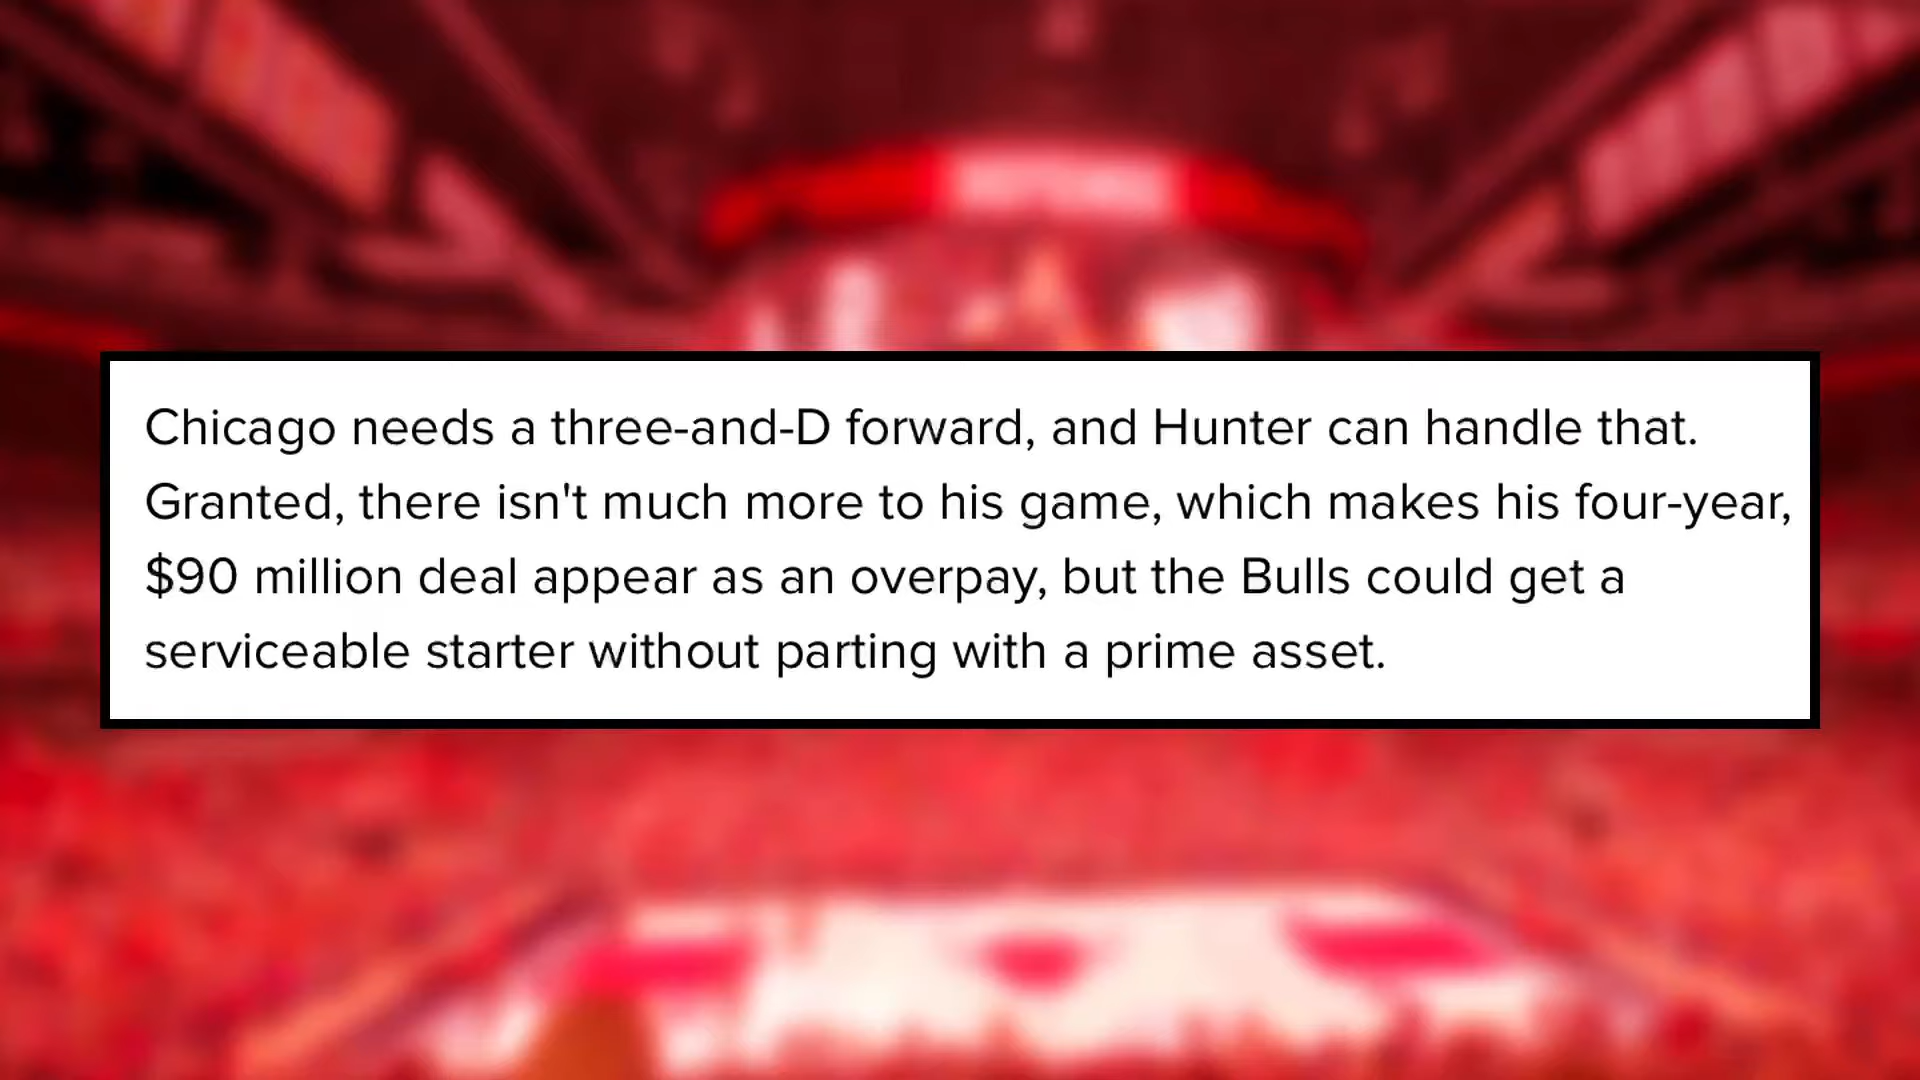 Chicago needs a three-and-D forward, and Hunter can handle that.
Granted, there isn't much more to his game, which makes his four-year,
$90 million deal appear as an overpay, but the Bulls could get a
serviceable starter without parting with a prime asset.